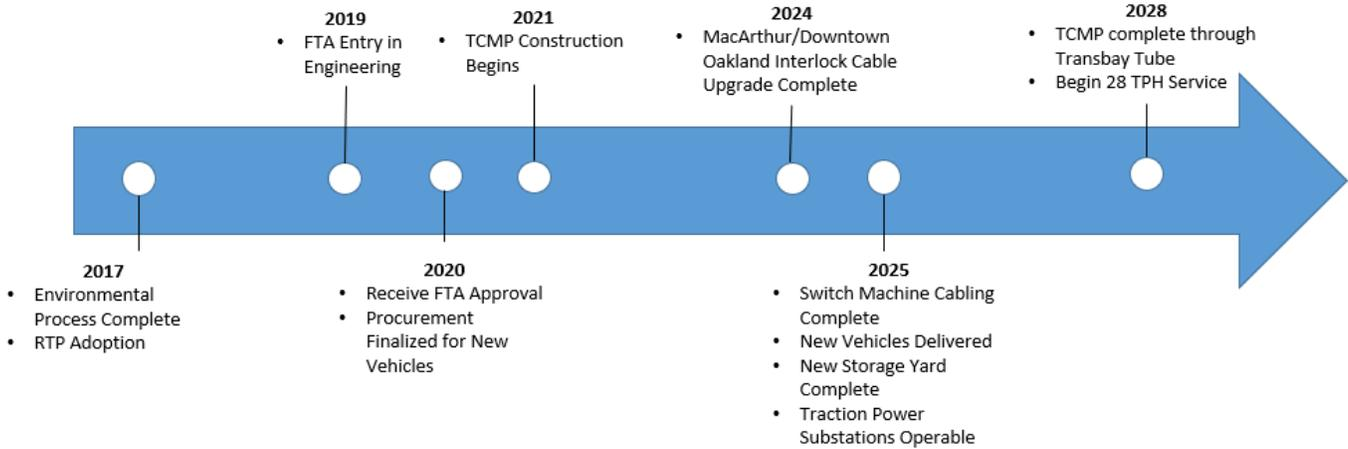 2019
• FTA Entry in
Engineering
2021
• TCMP Construction
Begins
2024
• MacArthur/Downtown
Oakland Interlock Cable
Upgrade Complete
2028
• TCMP complete through
Transbay Tube
• Begin 28 TPH Service
2017
• Environmental
Process Complete
• RTP Adoption
2020
• Receive FTA Approval
• Procurement
Finalized for New
Vehicles
2025
• Switch Machine Cabling
Complete
• New Vehicles Delivered
• New Storage Yard
Complete
• Traction Power
Substations Operable